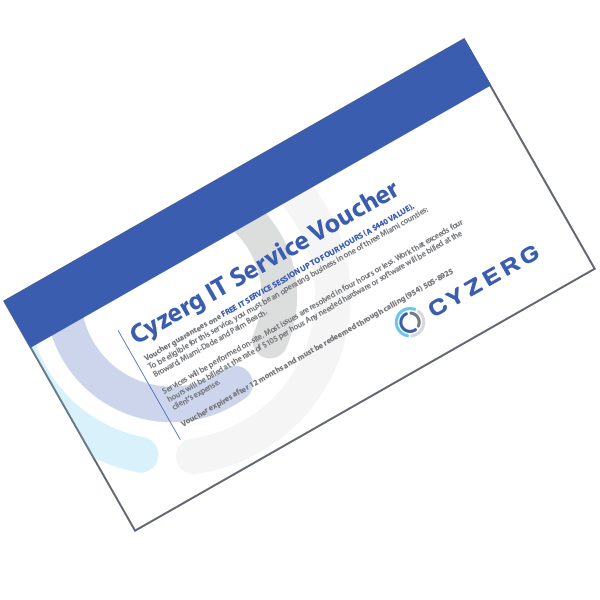 Cyzerg IT Service Voucher
Voucher guarantees one FREE IT SERVICE SESSION UP TO FOUR HOURS (A $440 VALUE).
To be eligible for this service, you must be an operating business in one of three Miami counties:
Broward, Miami-Dade and Palm Beach.
Services will be performed on-site. Most issues are resolved in four hours or less. Work that exceeds four
hours will be billed at the rate of $105 per hour Any needed hardware or software will be billed at the
client's expense.
Voucher expires after 12 months and must be redeemed through calling (954) 505-8925
CYZERG